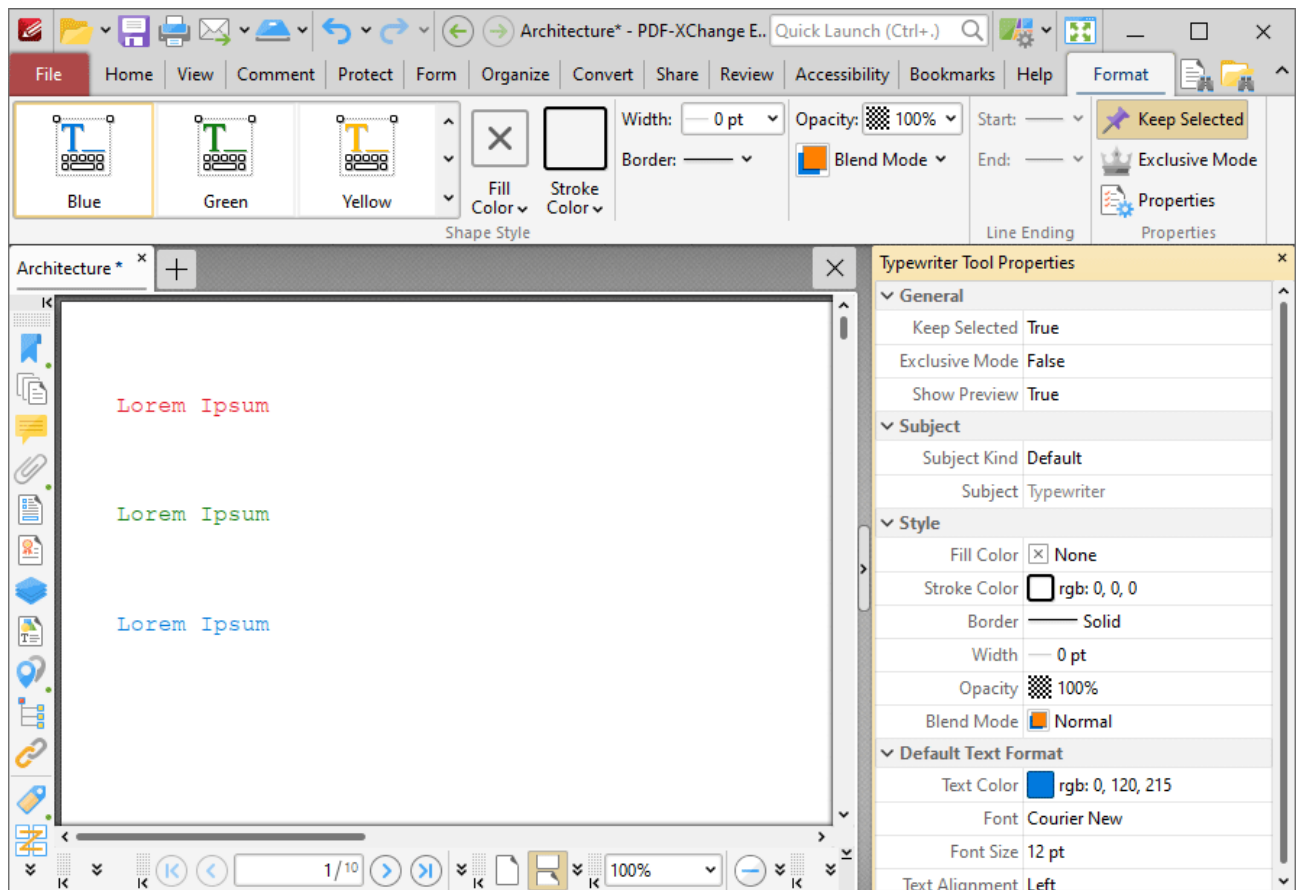 Architecture* - PDF-XChange E.. Quick Launch (Ctrl+.)
File Home View Comment Protect Form Organize Convert Share Review Accessibility Bookmarks Help Format
Blue Green Yellow
Fill Color
Stroke Color
Width: 0 pt
Border:
Shape Style
Opacity: 100%
Blend Mode
Start:
End:
Line Ending
Keep Selected
Exclusive Mode
Properties
Properties
Architecture *
Lorem Ipsum
Lorem Ipsum
Lorem Ipsum
1/10 100%
Typewriter Tool Properties
General
Keep Selected True
Exclusive Mode False
Show Preview True
Subject
Subject Kind Default
Subject Typewriter
Style
Fill Color None
Stroke Color rgb: 0, 0, 0
Border Solid
Width 0 pt
Opacity 100%
Blend Mode Normal
Default Text Format
Text Color rgb: 0, 120, 215
Font Courier New
Font Size 12 pt
Text Alignment Left